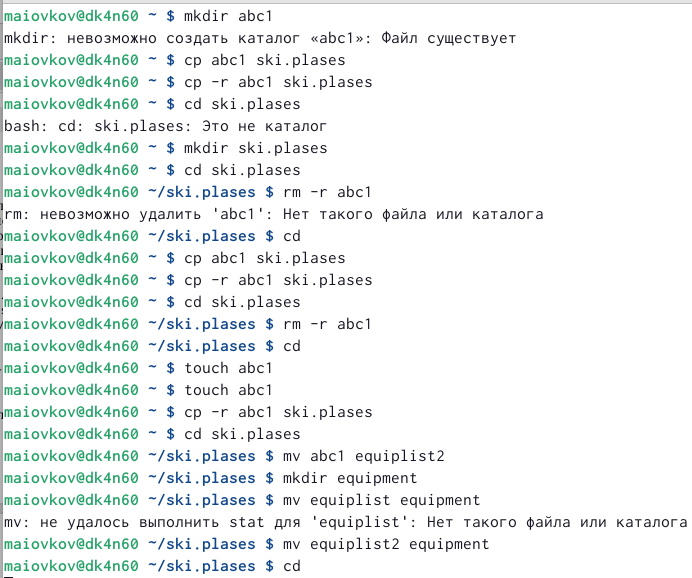 maiovkov@dk4n60 ~ $ mkdir abc1
mkdir: невозможно создать каталог «abc1»: Файл существует
maiovkov@dk4n60 ~ $ cp abc1 ski.plases
maiovkov@dk4n60 ~ $ cp -r abc1 ski.plases
maiovkov@dk4n60 ~ $ cd ski.plases
bash: cd: ski.plases: Это не каталог
maiovkov@dk4n60 ~ $ mkdir ski.plases
maiovkov@dk4n60 ~ $ cd ski.plases
maiovkov@dk4n60 ~/ski.plases $ rm -r abc1
rm: невозможно удалить 'abc1': Нет такого файла или каталога
maiovkov@dk4n60 ~/ski.plases $ cd
maiovkov@dk4n60 ~ $ cp abc1 ski.plases
maiovkov@dk4n60 ~ $ cp -r abc1 ski.plases
maiovkov@dk4n60 ~ $ cd ski.plases
maiovkov@dk4n60 ~/ski.plases $ rm -r abc1
maiovkov@dk4n60 ~/ski.plases $ cd
maiovkov@dk4n60 ~ $ touch abc1
maiovkov@dk4n60 ~ $ touch abc1
maiovkov@dk4n60 ~ $ cp -r abc1 ski.plases
maiovkov@dk4n60 ~ $ cd ski.plases
maiovkov@dk4n60 ~/ski.plases $ mv abc1 equiplist2
maiovkov@dk4n60 ~/ski.plases $ mkdir equipment
maiovkov@dk4n60 ~/ski.plases $ mv equiplist equipment
mv: не удалось выполнить stat для 'equiplist': Нет такого файла или каталога
maiovkov@dk4n60 ~/ski.plases $ mv equiplist2 equipment
maiovkov@dk4n60 ~/ski.plases $ cd